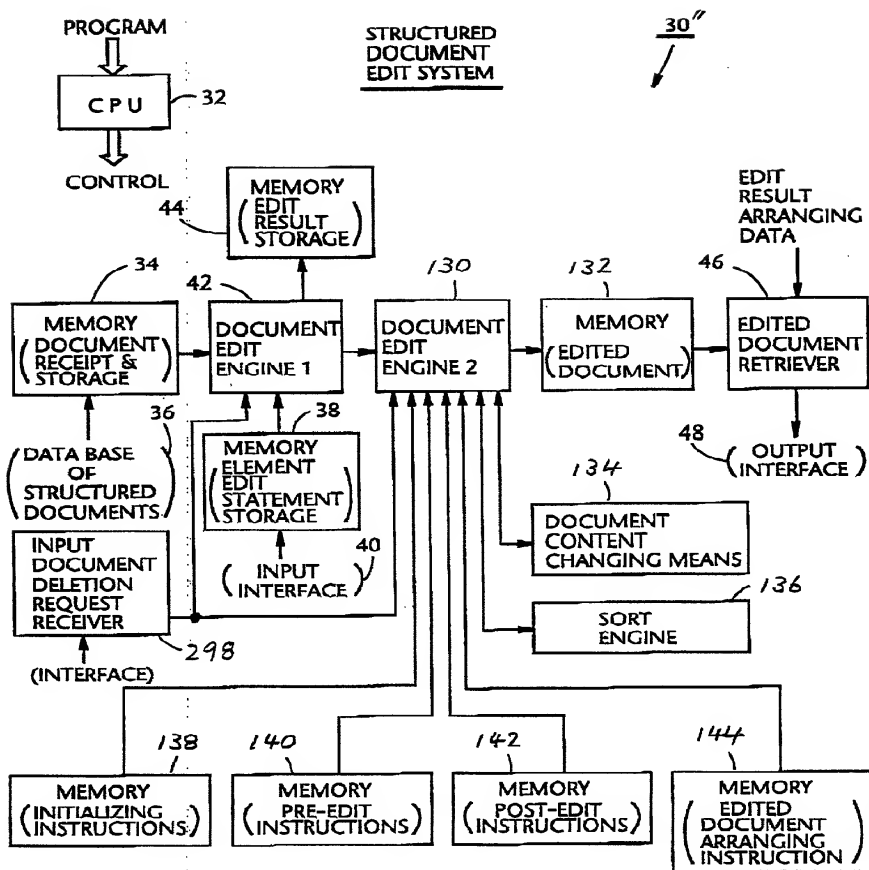 PROGRAM
CPU
32
CONTROL
STRUCTURED
DOCUMENT
EDIT SYSTEM
30"
44
MEMORY
(EDIT
RESULT
STORAGE)
EDIT
RESULT
ARRANGING
DATA
34
MEMORY
(DOCUMENT
RECEIPT &
STORAGE)
42
DOCUMENT
EDIT
ENGINE 1
130
DOCUMENT
EDIT
ENGINE 2
132
MEMORY
(EDITED DOCUMENT)
46
EDITED
DOCUMENT
RETRIEVER
36
(DATA BASE
OF
STRUCTURED
DOCUMENTS)
38
MEMORY
(ELEMENT
EDIT
STATEMENT
STORAGE)
48
(OUTPUT
INTERFACE)
134
DOCUMENT
CONTENT
CHANGING MEANS
INPUT
DOCUMENT
DELETION
REQUEST
RECEIVER
(INPUT
INTERFACE)
40
136
SORT
ENGINE
298
(INTERFACE)
138
MEMORY
(INITIALIZING
INSTRUCTIONS)
140
MEMORY
(PRE-EDIT
INSTRUCTIONS)
142
MEMORY
(POST-EDIT
INSTRUCTIONS)
144
MEMORY
(EDITED
DOCUMENT
ARRANGING
INSTRUCTION)